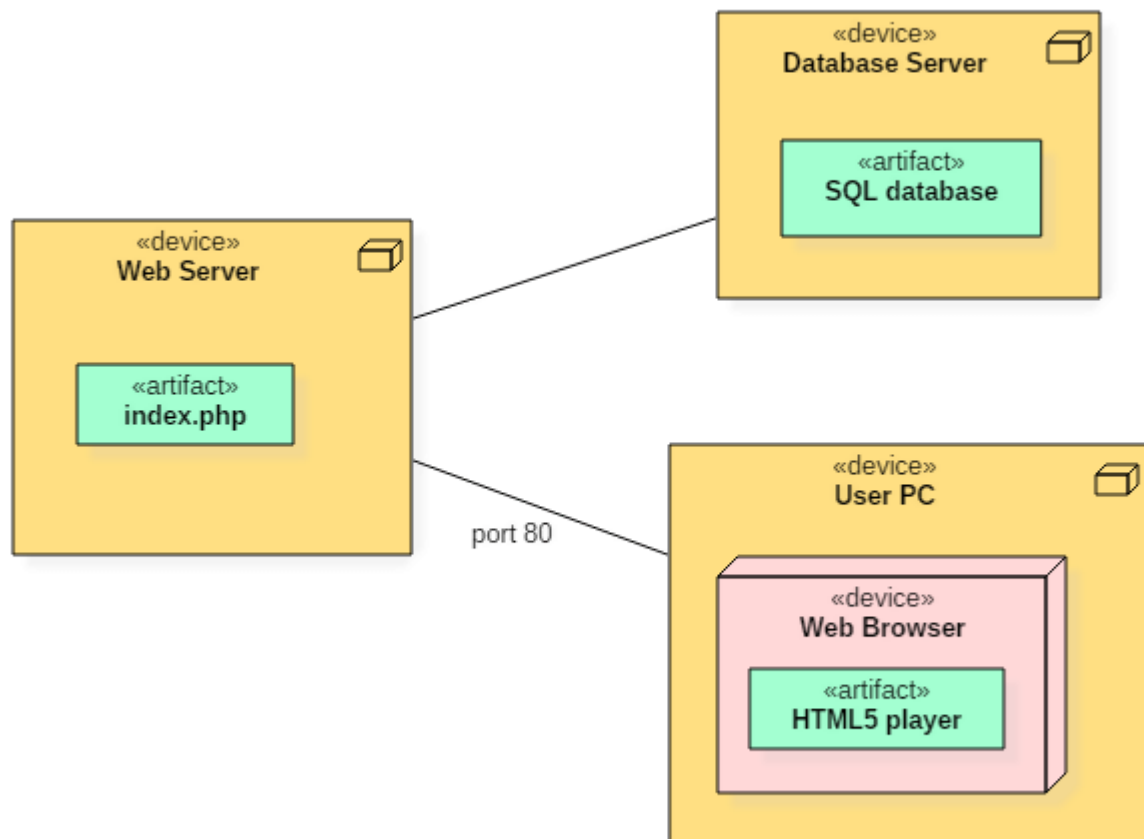 «device»
Database Server
«artifact»
SQL database
«device»
Web Server
«artifact»
index.php
port 80
«device»
User PC
«device»
Web Browser
«artifact»
HTML5 player